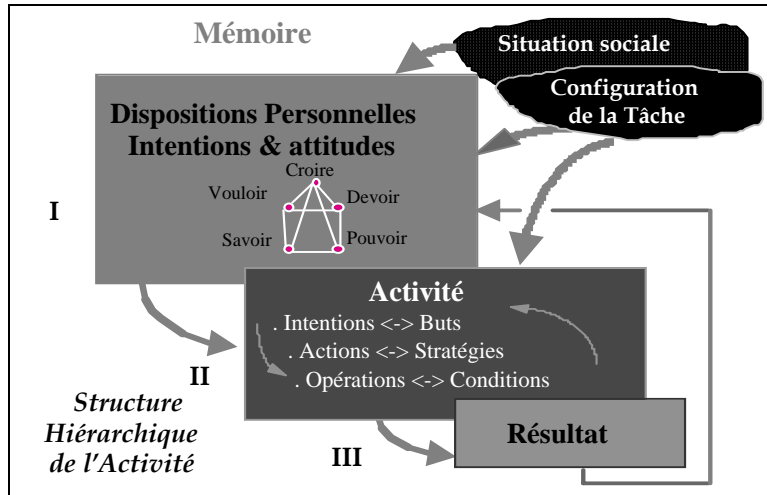 Mémoire
Situation sociale
Configuration
de la Tâche
Dispositions Personnelles
Intentions & attitudes
Croire
Vouloir
Devoir
Savoir
Pouvoir
I
Activité
. Intentions <-> Buts
. Actions <-> Stratégies
. Opérations <-> Conditions
II
Structure
Hiérarchique
de l'Activité
III
Résultat